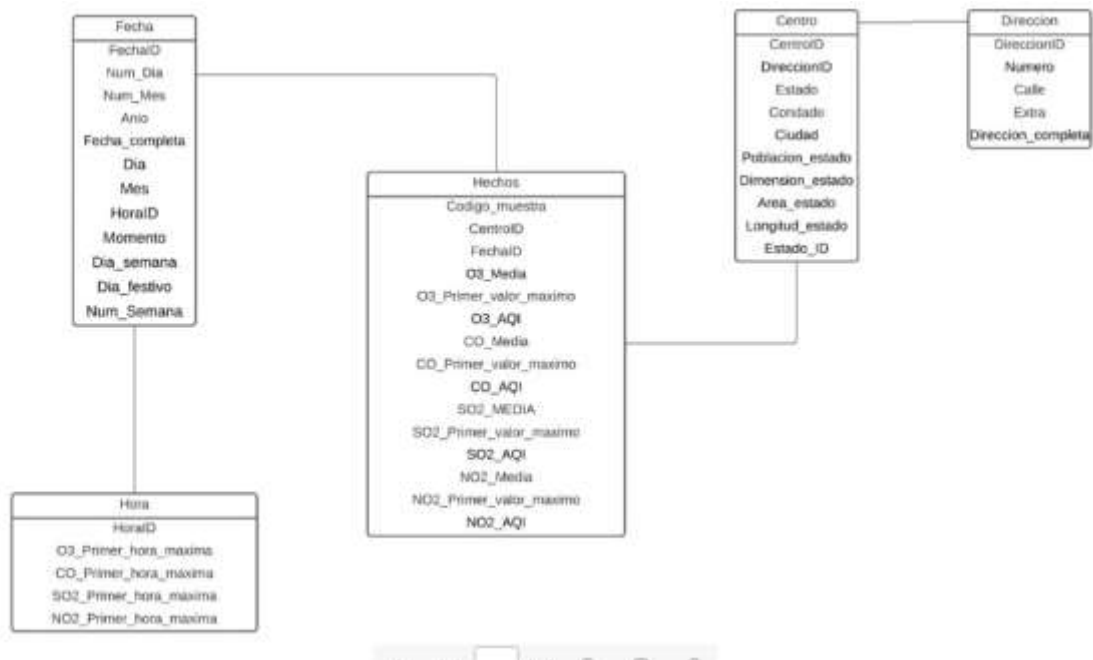 Fecha
FechaID
Num_Dia
Num_Mes
Anio
Fecha_completa
Dia
Mes
HoraID
Momento
Dia_semana
Dia_festivo
Num_Semana
Hora
HoraID
O3_Primer_hora_maxima
CO_Primer_hora_maxima
SO2_Primer_hora_maxima
NO2_Primer_hora_maxima
Hechos
Codigo_muestra
CentroID
FechaID
O3_Media
O3_Primer_valor_maximo
O3_AQI
CO_Media
CO_Primer_valor_maximo
CO_AQI
SO2_MEDIA
SO2_Primer_valor_maximo
SO2_AQI
NO2_Media
NO2_Primer_valor_maximo
NO2_AQI
Centro
CentroID
DireccionID
Estado
Condado
Ciudad
Poblacion_estado
Dimension_estado
Area_estado
Longitud_estado
Estado_ID
Direccion
DireccionID
Numero
Calle
Extra
Direccion_completa